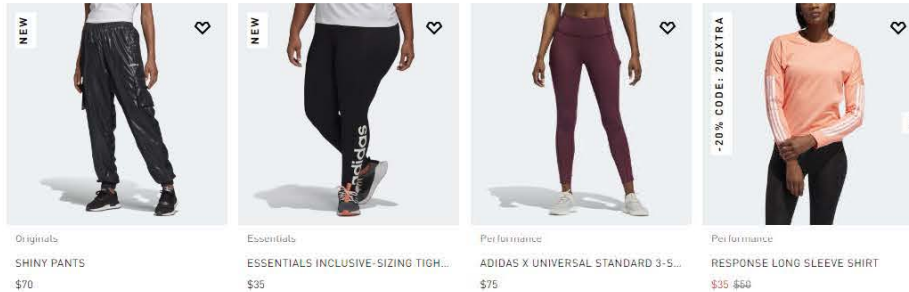 NEW
NEW
-20% CODE: 20EXTRA
adidas
Originals
SHINY PANTS
$70
Essentials
ESSENTIALS INCLUSIVE-SIZING TIGH...
$35
Performance
ADIDAS X UNIVERSAL STANDARD 3-S...
$75
Performance
RESPONSE LONG SLEEVE SHIRT
$35 $50